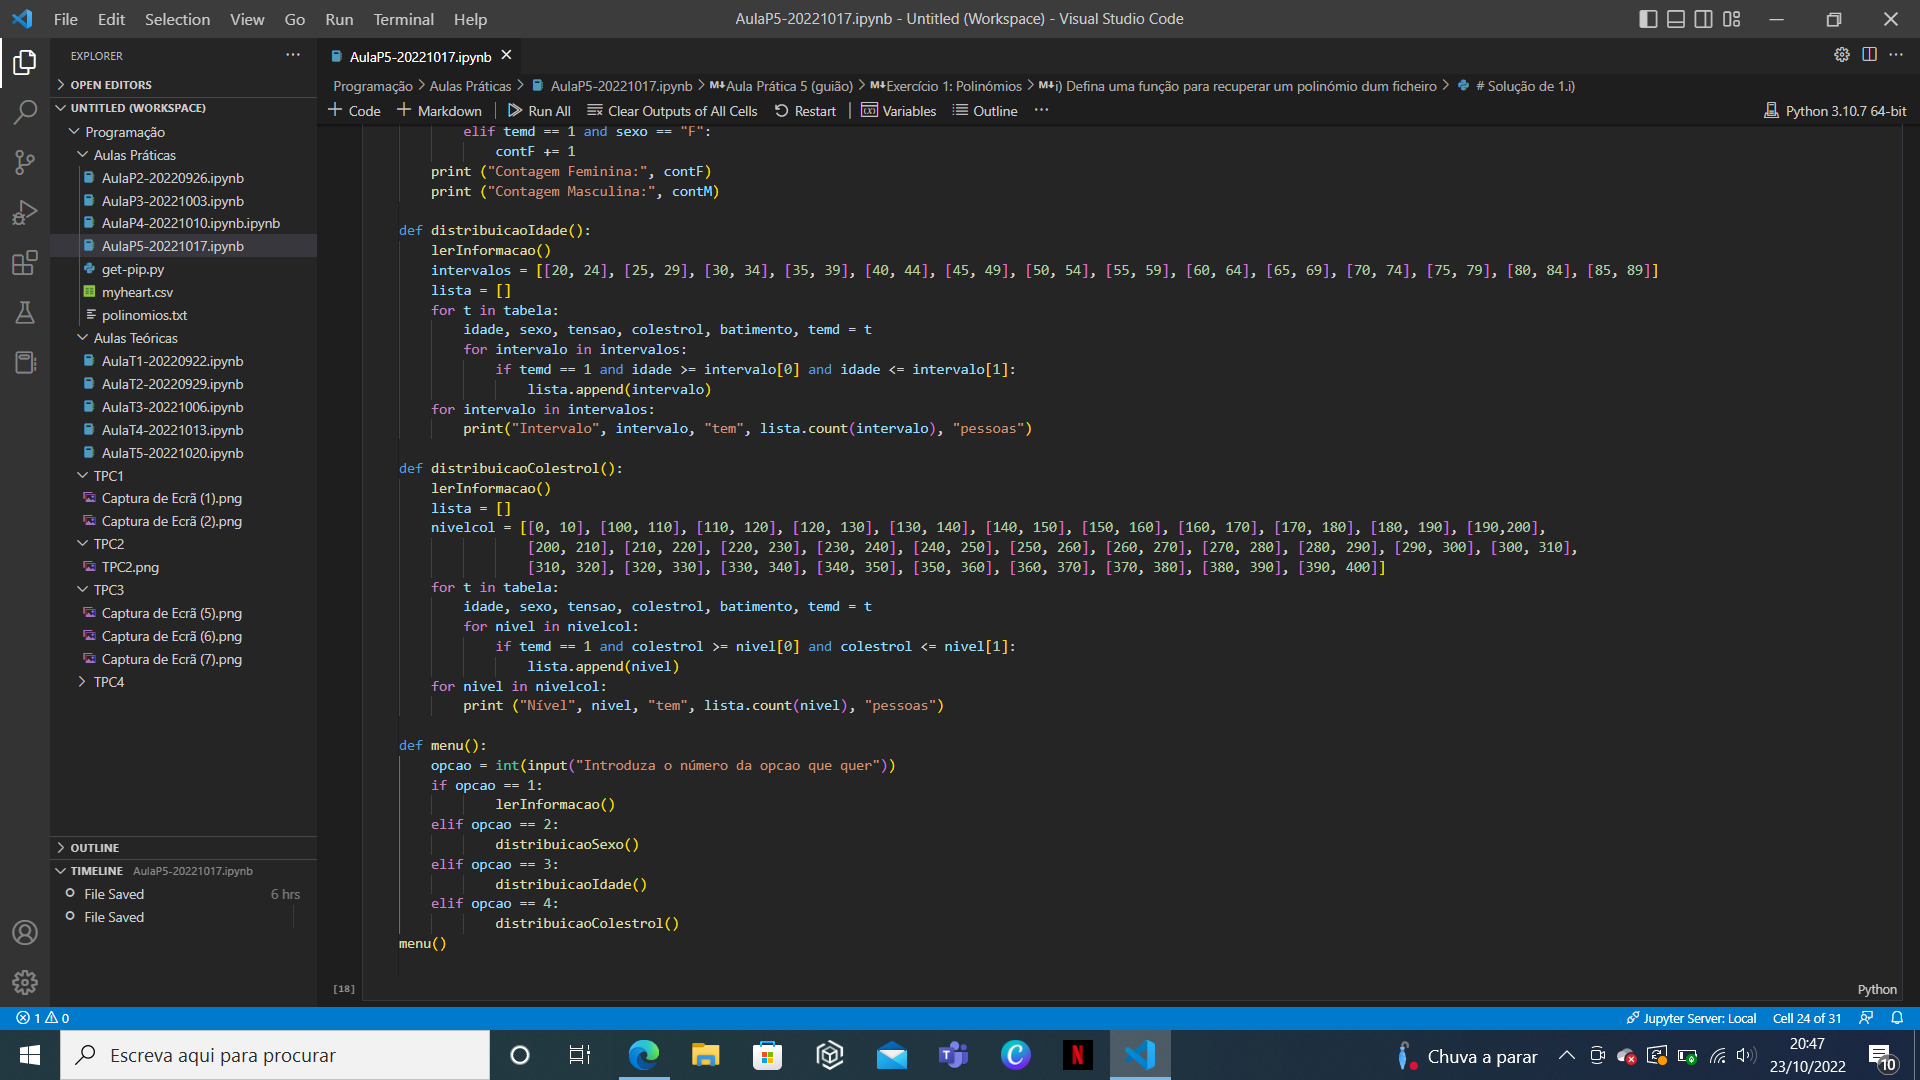 File Edit Selection View Go Run Terminal Help
AulaP5-20221017.ipynb - Untitled (Workspace) - Visual Studio Code
EXPLORER
OPEN EDITORS
UNTITLED (WORKSPACE)
Programação
Aulas Práticas
AulaP2-20220926.ipynb
AulaP3-20221003.ipynb
AulaP4-20221010.ipynb.ipynb
AulaP5-20221017.ipynb
get-pip.py
myheart.csv
polinomios.txt
Aulas Teóricas
AulaT1-20220922.ipynb
AulaT2-20220929.ipynb
AulaT3-20221006.ipynb
AulaT4-20221013.ipynb
AulaT5-20221020.ipynb
TPC1
Captura de Ecrã (1).png
Captura de Ecrã (2).png
TPC2
TPC2.png
TPC3
Captura de Ecrã (5).png
Captura de Ecrã (6).png
Captura de Ecrã (7).png
TPC4
OUTLINE
TIMELINE AulaP5-20221017.ipynb
File Saved 6 hrs
File Saved
AulaP5-20221017.ipynb
Programação > Aulas Práticas > AulaP5-20221017.ipynb > M↓Aula Prática 5 (guião) > M↓Exercício 1: Polinómios > M↓i) Defina uma função para recuperar um polinómio dum ficheiro > # Solução de 1.i)
+ Code + Markdown | Run All Clear Outputs of All Cells Restart | Variables Outline ··· Python 3.10.7 64-bit
elif temd == 1 and sexo == "F":
contF += 1
print ("Contagem Feminina:", contF)
print ("Contagem Masculina:", contM)
def distribuicaoIdade():
lerInformacao()
intervalos = [[20, 24], [25, 29], [30, 34], [35, 39], [40, 44], [45, 49], [50, 54], [55, 59], [60, 64], [65, 69], [70, 74], [75, 79], [80, 84], [85, 89]]
lista = []
for t in tabela:
idade, sexo, tensao, colestrol, batimento, temd = t
for intervalo in intervalos:
if temd == 1 and idade >= intervalo[0] and idade <= intervalo[1]:
lista.append(intervalo)
for intervalo in intervalos:
print("Intervalo", intervalo, "tem", lista.count(intervalo), "pessoas")
def distribuicaoColestrol():
lerInformacao()
lista = []
nivelcol = [[0, 10], [100, 110], [110, 120], [120, 130], [130, 140], [140, 150], [150, 160], [160, 170], [170, 180], [180, 190], [190,200],
[200, 210], [210, 220], [220, 230], [230, 240], [240, 250], [250, 260], [260, 270], [270, 280], [280, 290], [290, 300], [300, 310],
[310, 320], [320, 330], [330, 340], [340, 350], [350, 360], [360, 370], [370, 380], [380, 390], [390, 400]]
for t in tabela:
idade, sexo, tensao, colestrol, batimento, temd = t
for nivel in nivelcol:
if temd == 1 and colestrol >= nivel[0] and colestrol <= nivel[1]:
lista.append(nivel)
for nivel in nivelcol:
print ("Nível", nivel, "tem", lista.count(nivel), "pessoas")
def menu():
opcao = int(input("Introduza o número da opcao que quer"))
if opcao == 1:
lerInformacao()
elif opcao == 2:
distribuicaoSexo()
elif opcao == 3:
distribuicaoIdade()
elif opcao == 4:
distribuicaoColestrol()
menu()
[18]
Python
1 0
Jupyter Server: Local Cell 24 of 31
Escreva aqui para procurar
Chuva a parar
20:47
23/10/2022
10